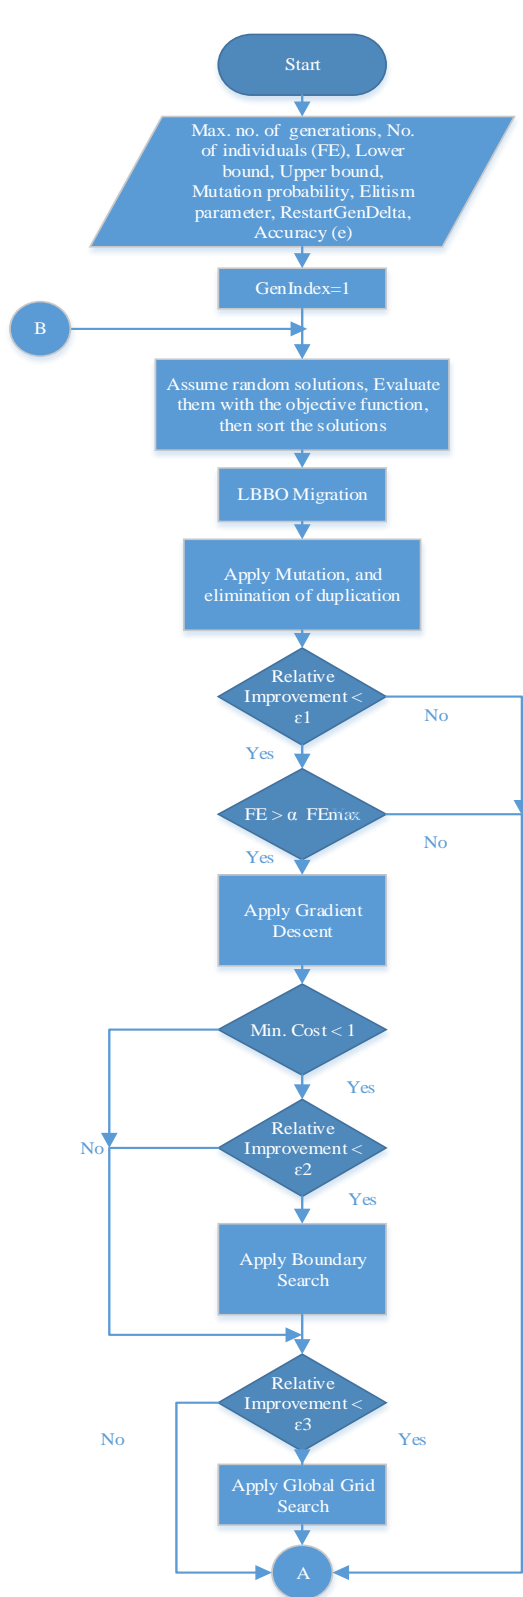 Start
Max. no. of generations, No.
of individuals (FE), Lower
bound, Upper bound,
Mutation probability, Elitism
parameter, RestartGenDelta,
Accuracy (e)
GenIndex=1
B
Assume random solutions, Evaluate
them with the objective function,
then sort the solutions
LBBO Migration
Apply Mutation, and
elimination of duplication
Relative
Improvement <
ε1
No
Yes
FE > α FEmax
No
Yes
Apply Gradient
Descent
Min. Cost < 1
Yes
Relative
Improvement <
ε2
No
Yes
Apply Boundary
Search
Relative
Improvement <
ε3
No
Yes
Apply Global Grid
Search
A